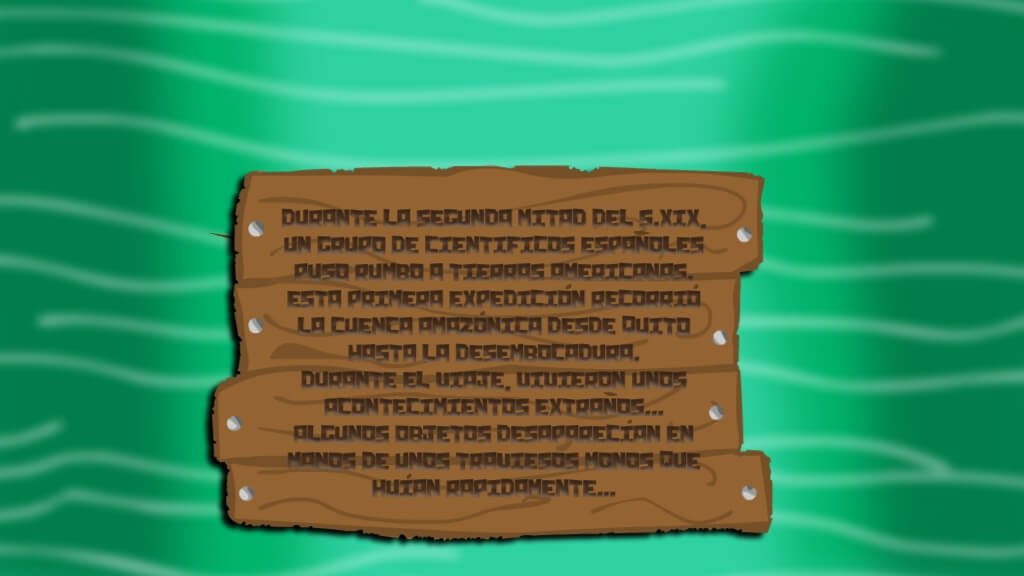 DURANTE LA SEGUNDA MITAD DEL S.XIX,
UN GRUPO DE CIENTIFICOS ESPAÑOLES
PUSO RUMBO A TIERRAS AMERICANAS.
ESTA PRIMERA EXPEDICIÓN RECORRIÓ
LA CUENCA AMAZÓNICA DESDE QUITO
HASTA LA DESEMBOCADURA.
DURANTE EL VIAJE, VIVIERON UNOS
ACONTECIMIENTOS EXTRAÑOS...
ALGUNOS OBJETOS DESAPARECÍAN EN
MANOS DE UNOS TRAVIESOS MONOS QUE
HUÍAN RAPIDAMENTE...